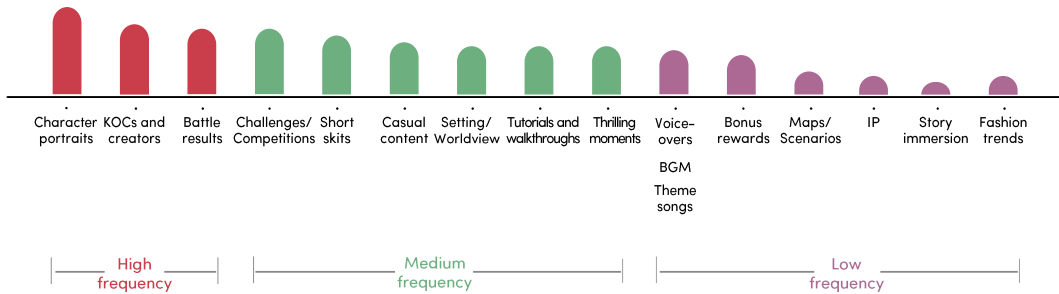 Character
portraits
KOCs and
creators
Battle
results
Challenges/
Competitions
Short
skits
Casual
content
Setting/
Worldview
Tutorials and
walkthroughs
Thrilling
moments
Voice-
overs
BGM
Theme
songs
Bonus
rewards
Maps/
Scenarios
IP
Story
immersion
Fashion
trends
High
frequency
Medium
frequency
Low
frequency